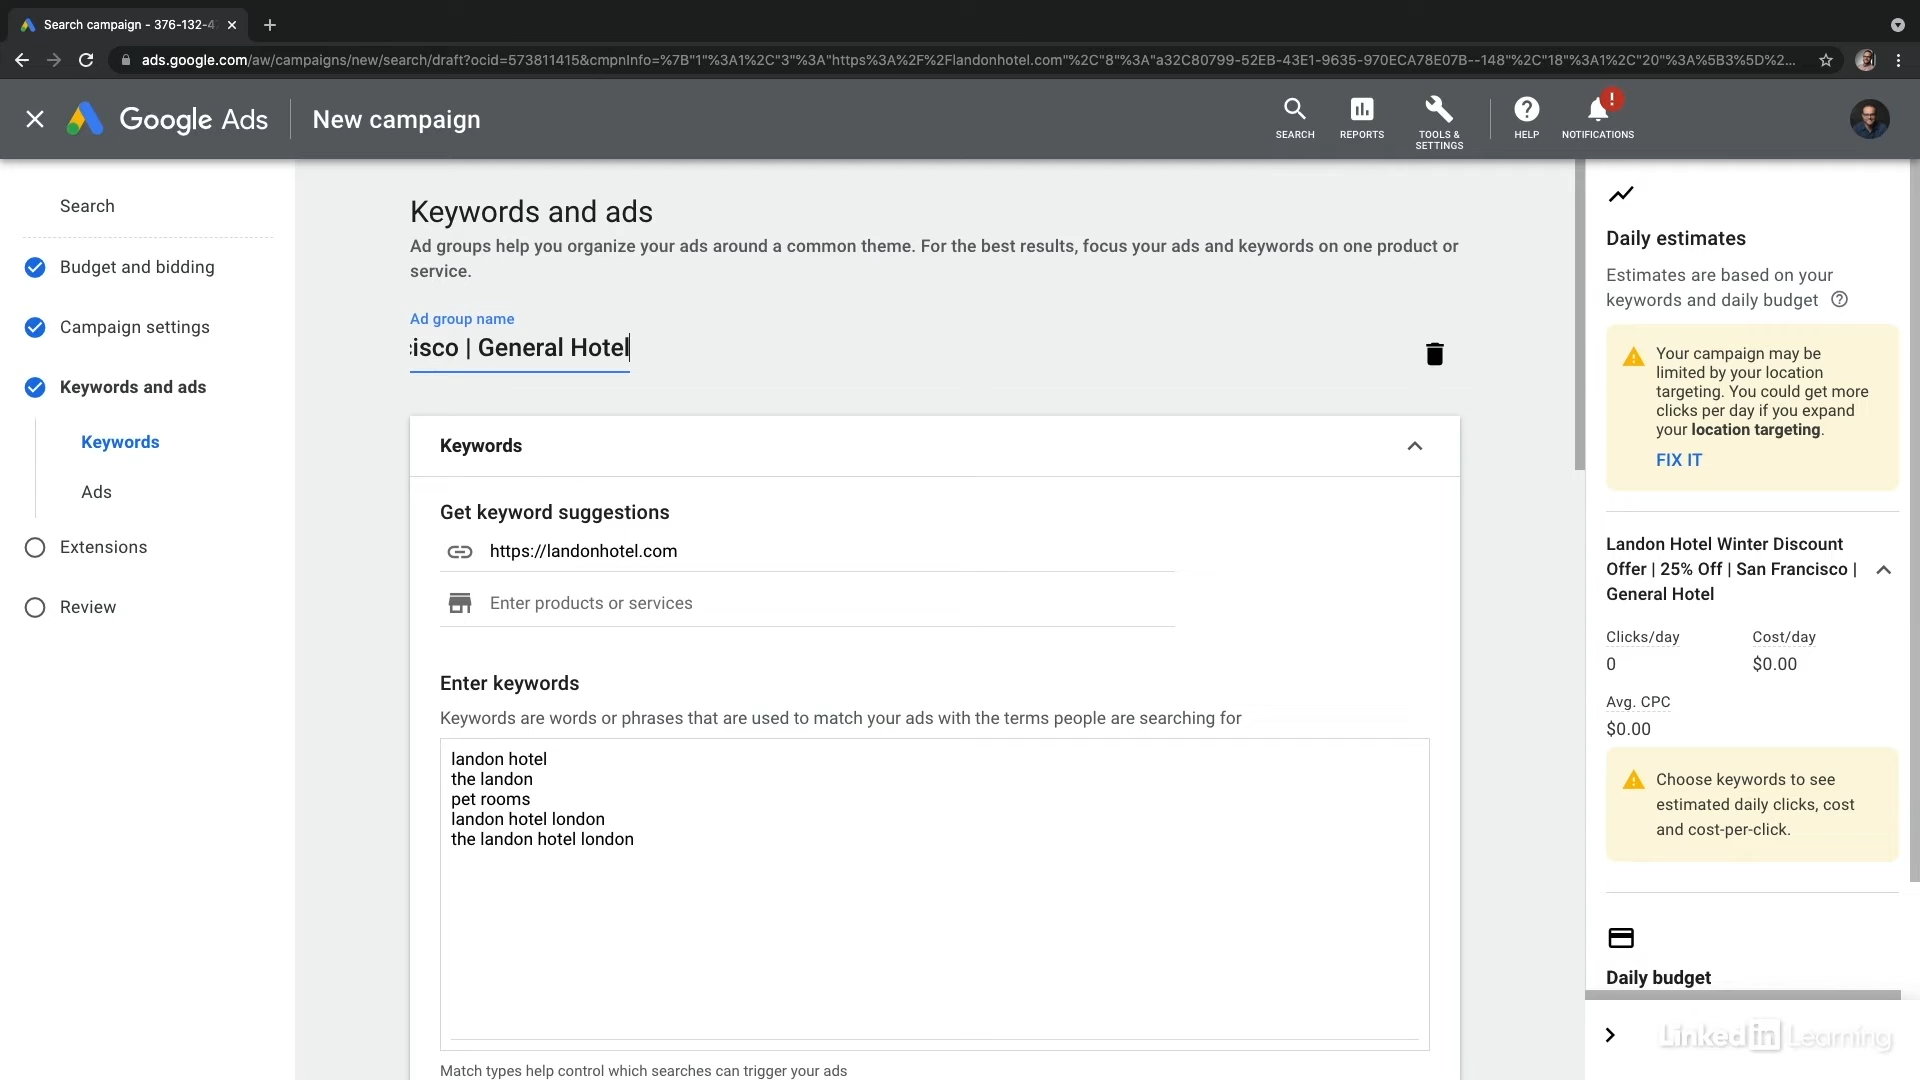 Search campaign - 376-132-4
ads.google.com/aw/campaigns/new/search/draft?ocid=573811415&cmpnInfo=%7B"1"%3A1%2C"3"%3A"https%3A%2F%2Flandonhotel.com"%2C"8"%3A"a32C80799-52EB-43E1-9635-970ECA78E07B--148"%2C"18"%3A1%2C"20"%3A%5B3%5D%2...
Google Ads
New campaign
SEARCH
REPORTS
TOOLS &
SETTINGS
HELP
!
NOTIFICATIONS
Search
Budget and bidding
Campaign settings
Keywords and ads
Keywords
Ads
Extensions
Review
Keywords and ads
Ad groups help you organize your ads around a common theme. For the best results, focus your ads and keywords on one product or
service.
Ad group name
isco | General Hotel
Keywords
Get keyword suggestions
https://landonhotel.com
Enter products or services
Enter keywords
Keywords are words or phrases that are used to match your ads with the terms people are searching for
landon hotel
the landon
pet rooms
landon hotel london
the landon hotel london
Match types help control which searches can trigger your ads
Daily estimates
Estimates are based on your
keywords and daily budget
Your campaign may be
limited by your location
targeting. You could get more
clicks per day if you expand
your location targeting.
FIX IT
Landon Hotel Winter Discount
Offer | 25% Off | San Francisco |
General Hotel
Clicks/day
Cost/day
0
$0.00
Avg. CPC
$0.00
Choose keywords to see
estimated daily clicks, cost
and cost-per-click.
Daily budget
Linked in Learning